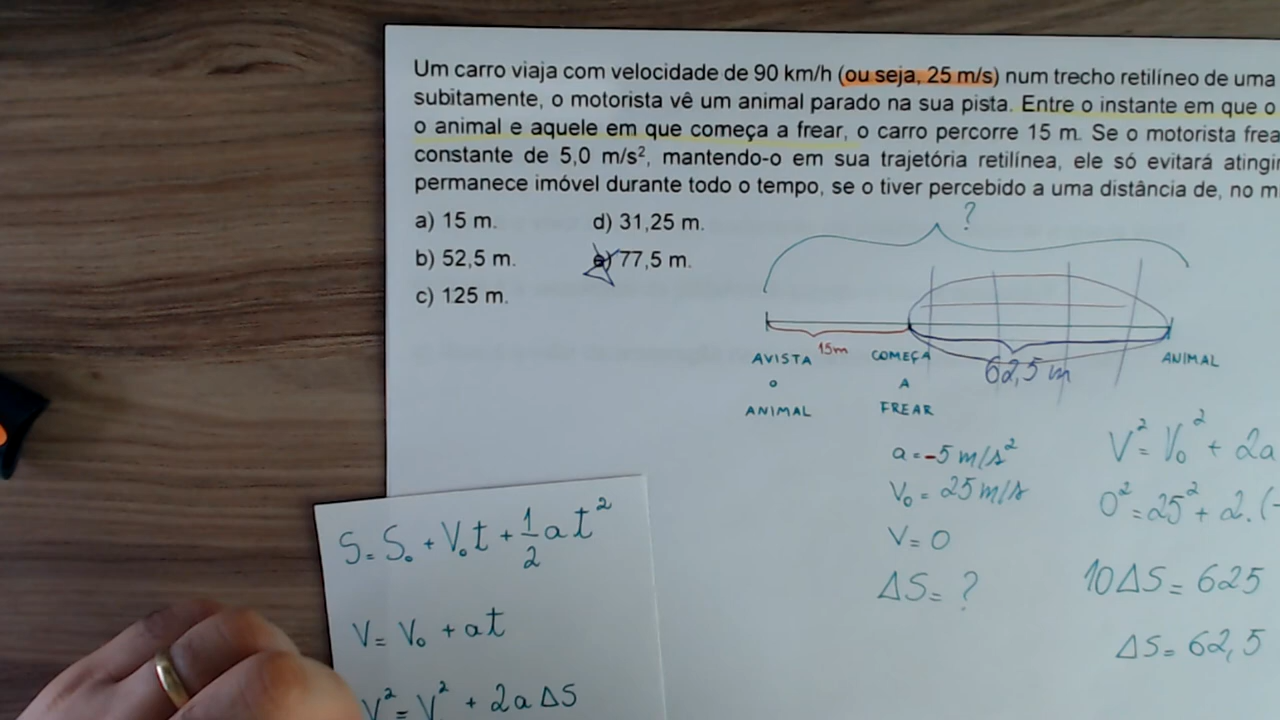 Um carro viaja com velocidade de 90 km/h (ou seja, 25 m/s) num trecho retilíneo de uma
subitamente, o motorista vê um animal parado na sua pista. Entre o instante em que o
o animal e aquele em que começa a frear, o carro percorre 15 m. Se o motorista frea
constante de 5,0 m/s², mantendo-o em sua trajetória retilínea, ele só evitará atingir
permanece imóvel durante todo o tempo, se o tiver percebido a uma distância de, no m
a) 15 m.
b) 52,5 m.
c) 125 m.
d) 31,25 m.
e) 77,5 m.
?
15m
62,5 m
AVISTA
O
ANIMAL
COMEÇA
A
FREAR
ANIMAL
a=-5 m/s²
V₀= 25 m/s
V= 0
ΔS= ?
V²= V₀² + 2a
0²=25²+ 2.(-
10ΔS= 625
ΔS= 62,5
S= S₀ + V₀t + 1/2 at²
V= V₀ + at
V²= V² + 2a ΔS